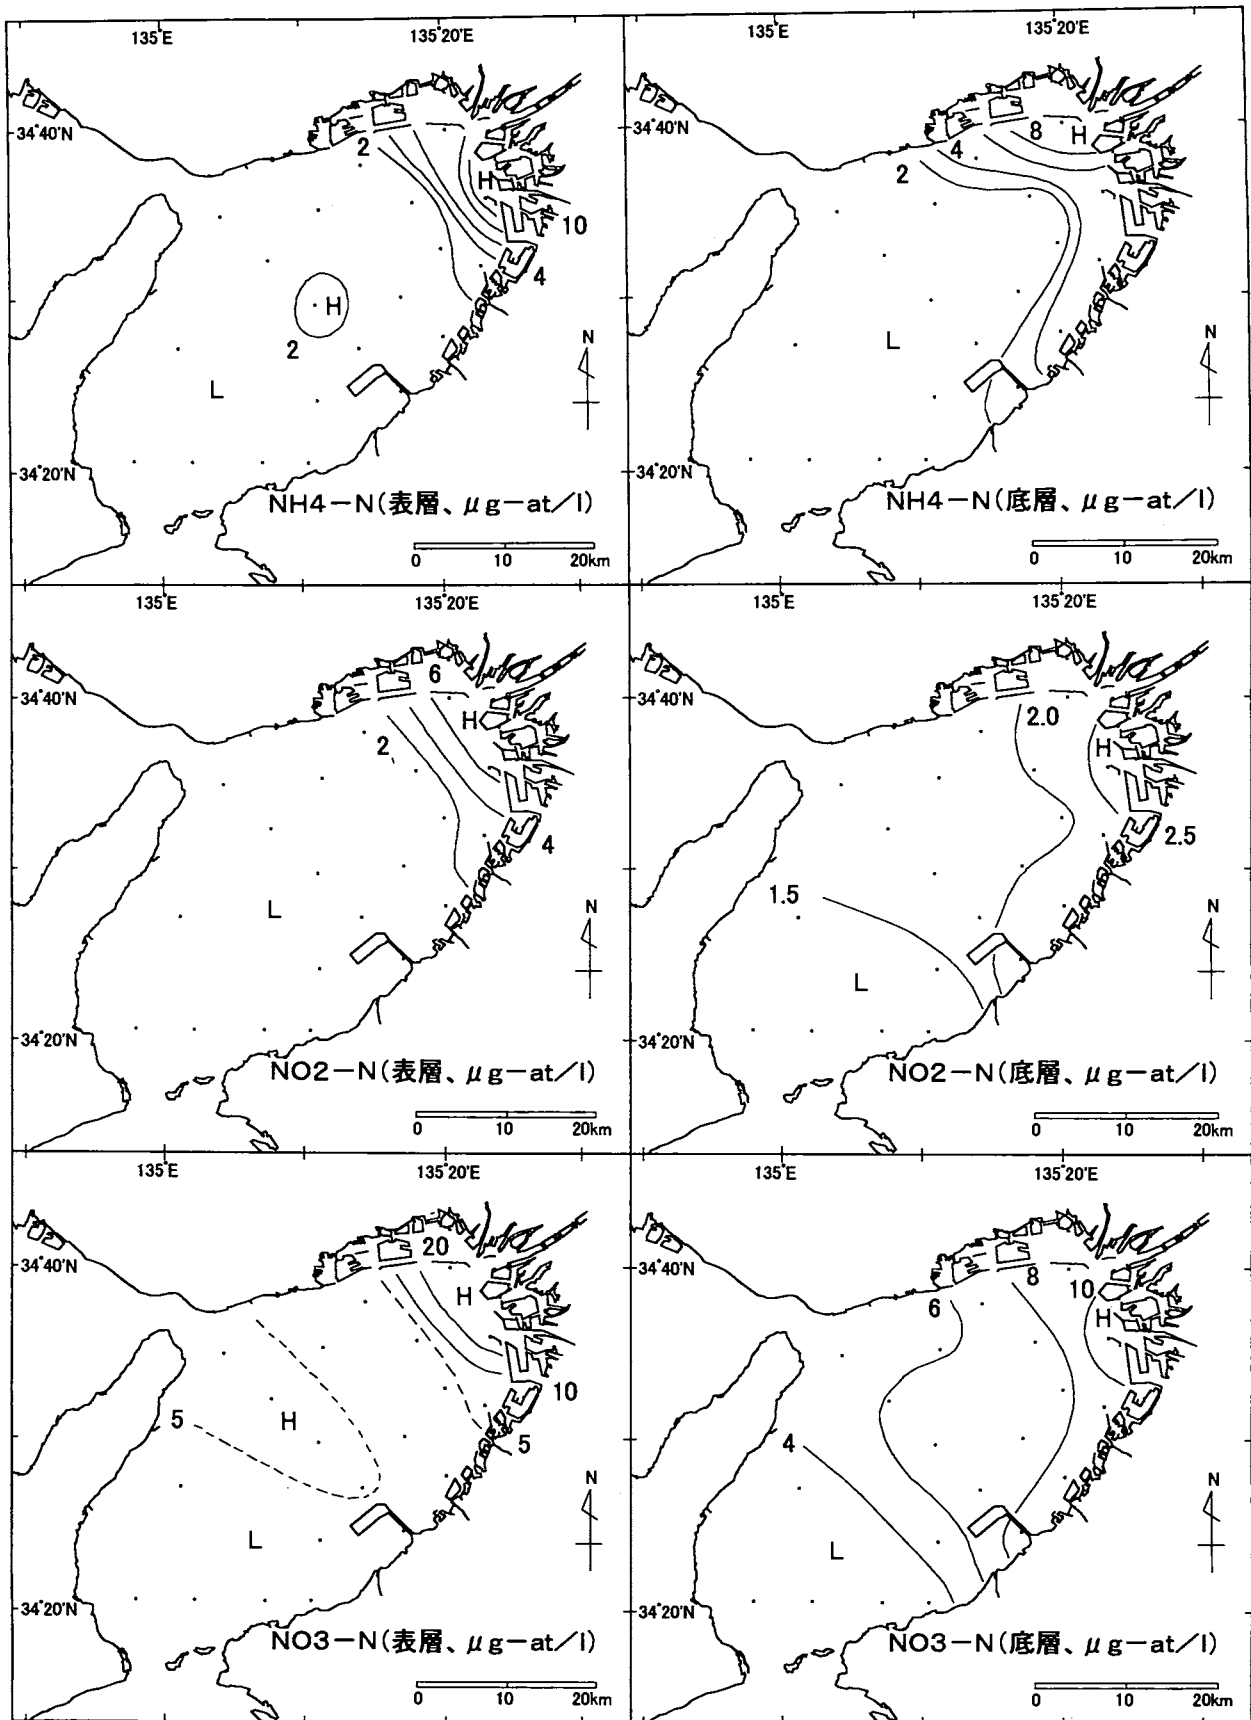 135°E
135°20'E
34°40'N
2
H
10
4
H
2
L
N
34°20'N
NH4-N(表層、μg-at/l)
0 10 20km
135°E
135°20'E
34°40'N
8
H
4
2
L
N
34°20'N
NH4-N(底層、μg-at/l)
0 10 20km
135°E
135°20'E
6
34°40'N
H
2
4
L
N
34°20'N
NO2-N(表層、μg-at/l)
0 10 20km
135°E
135°20'E
34°40'N
2.0
H
2.5
1.5
N
L
34°20'N
NO2-N(底層、μg-at/l)
0 10 20km
135°E
135°20'E
20
34°40'N
H
10
5
H
5
N
L
34°20'N
NO3-N(表層、μg-at/l)
0 10 20km
135°E
135°20'E
34°40'N
8
10
6
H
4
N
L
34°20'N
NO3-N(底層、μg-at/l)
0 10 20km